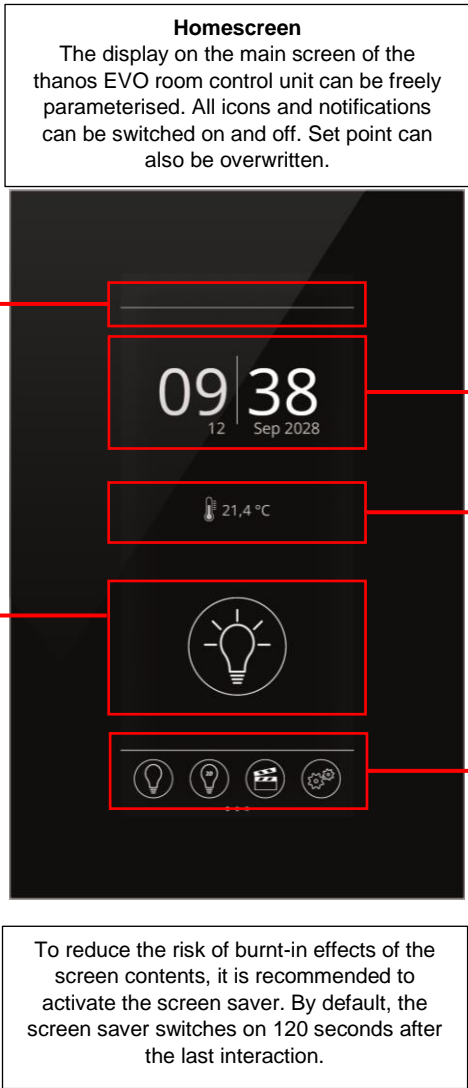 Homescreen
The display on the main screen of the
thanos EVO room control unit can be freely
parameterised. All icons and notifications
can be switched on and off. Set point can
also be overwritten.
09 38
12 Sep 2028
21,4 °C
20
To reduce the risk of burnt-in effects of the
screen contents, it is recommended to
activate the screen saver. By default, the
screen saver switches on 120 seconds after
the last interaction.